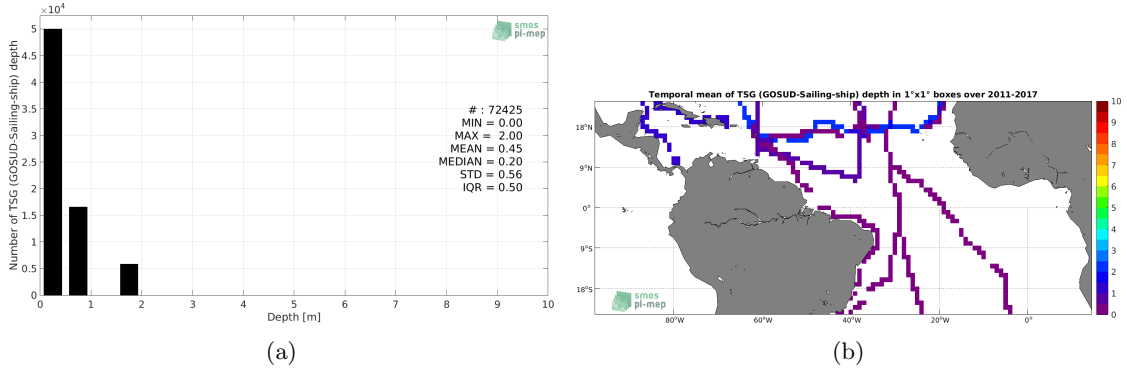 x10⁴
5
4.5
4
3.5
3
2.5
2
1.5
1
0.5
0
Number of TSG (GOSUD-Sailing-ship) depth
smos
pi-mep
# : 72425
MIN = 0.00
MAX = 2.00
MEAN = 0.45
MEDIAN = 0.20
STD = 0.56
IQR = 0.50
0 1 2 3 4 5 6 7 8 9 10
Depth [m]
(a)
Temporal mean of TSG (GOSUD-Sailing-ship) depth in 1°x1° boxes over 2011-2017
18°N
9°N
0°
9°S
18°S
80°W 60°W 40°W 20°W 0°
smos
pi-mep
10
9
8
7
6
5
4
3
2
1
0
(b)